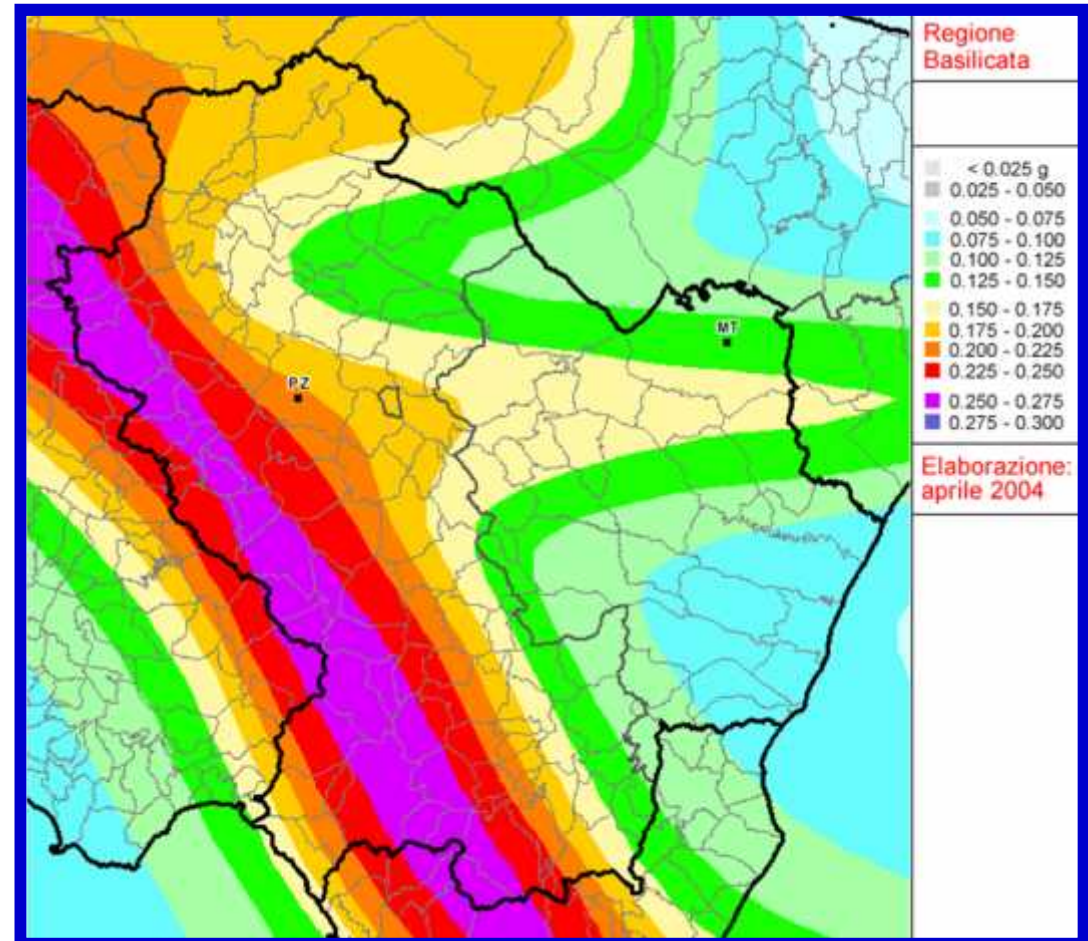 Regione
Basilicata
< 0.025 g
0.025 - 0.050
0.050 - 0.075
0.075 - 0.100
0.100 - 0.125
0.125 - 0.150
0.150 - 0.175
0.175 - 0.200
0.200 - 0.225
0.225 - 0.250
0.250 - 0.275
0.275 - 0.300
Elaborazione:
aprile 2004
MT
PZ